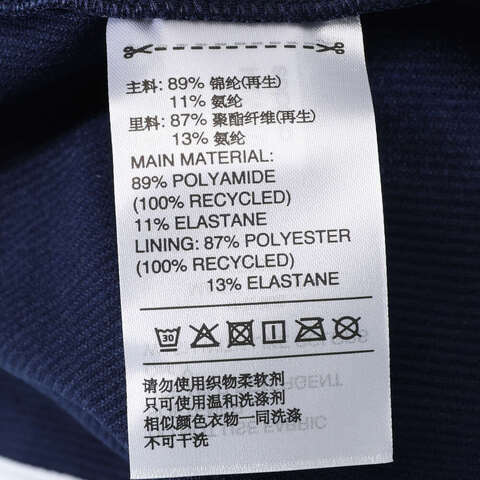 主料: 89% 锦纶(再生)
11% 氨纶
里料: 87% 聚酯纤维(再生)
13% 氨纶
MAIN MATERIAL:
89% POLYAMIDE
(100% RECYCLED)
11% ELASTANE
LINING: 87% POLYESTER
(100% RECYCLED)
13% ELASTANE
30
请勿使用织物柔软剂
只可使用温和洗涤剂
相似颜色衣物一同洗涤
不可干洗